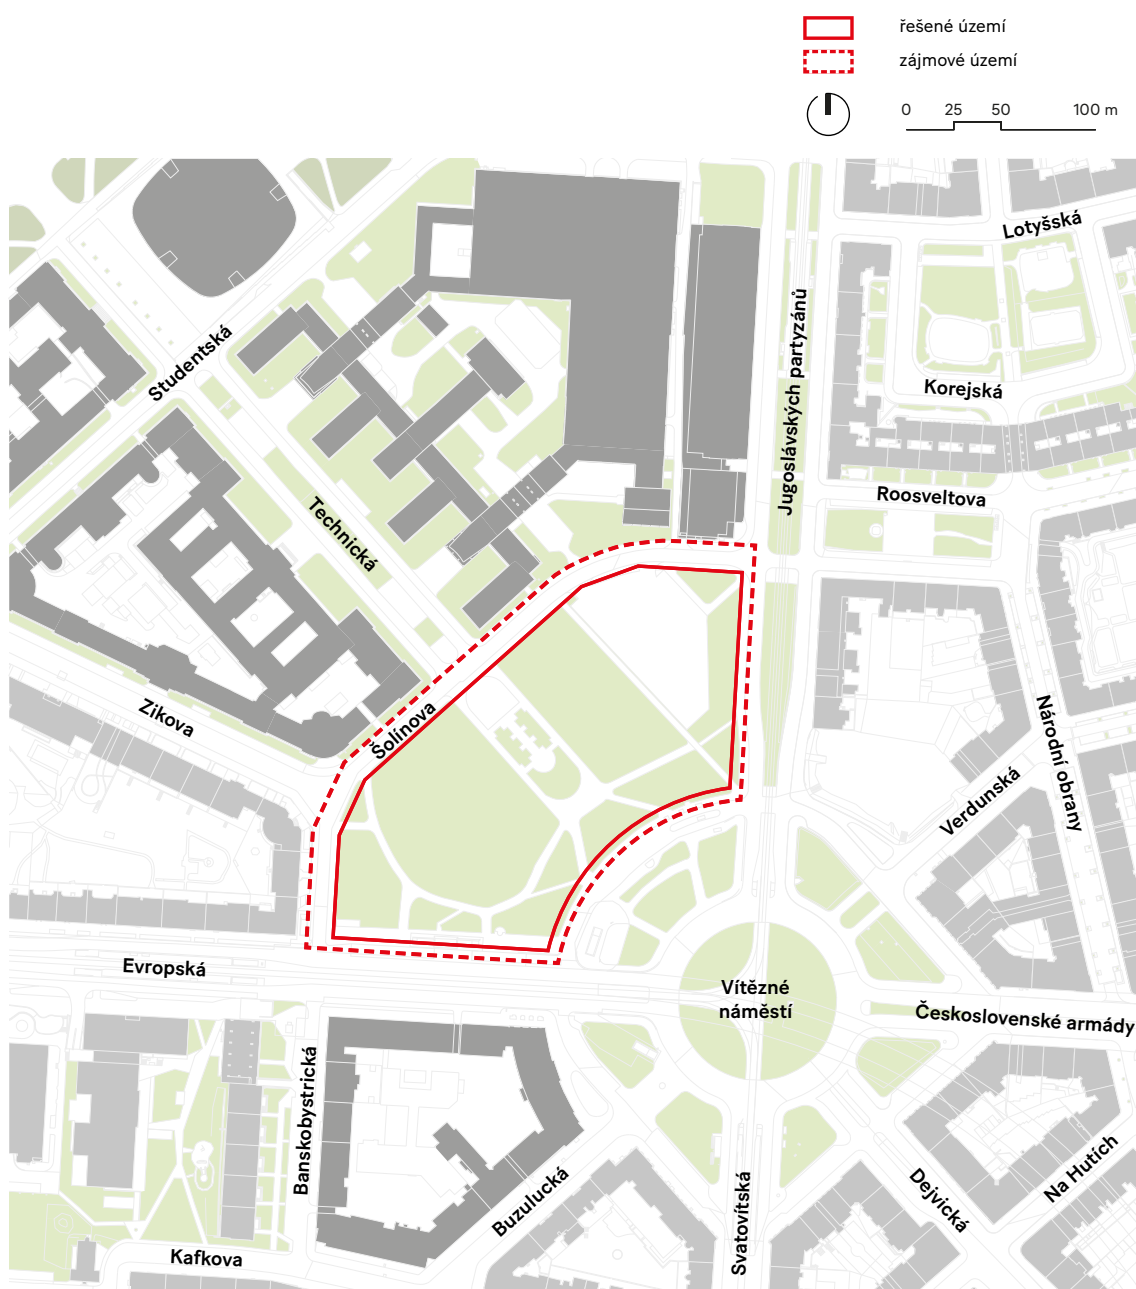 řešené území
zájmové území
0 25 50 100 m
Lotyšská
Studentská
Jugoslávských partyzánů
Korejská
Roosveltova
Technická
Zikova
Šolínova
Národní obrany
Verdunská
Evropská
Vítězné
náměstí
Československé armády
Banskobystrická
Buzulucká
Svatovítská
Dejvická
Na Hutích
Kafkova